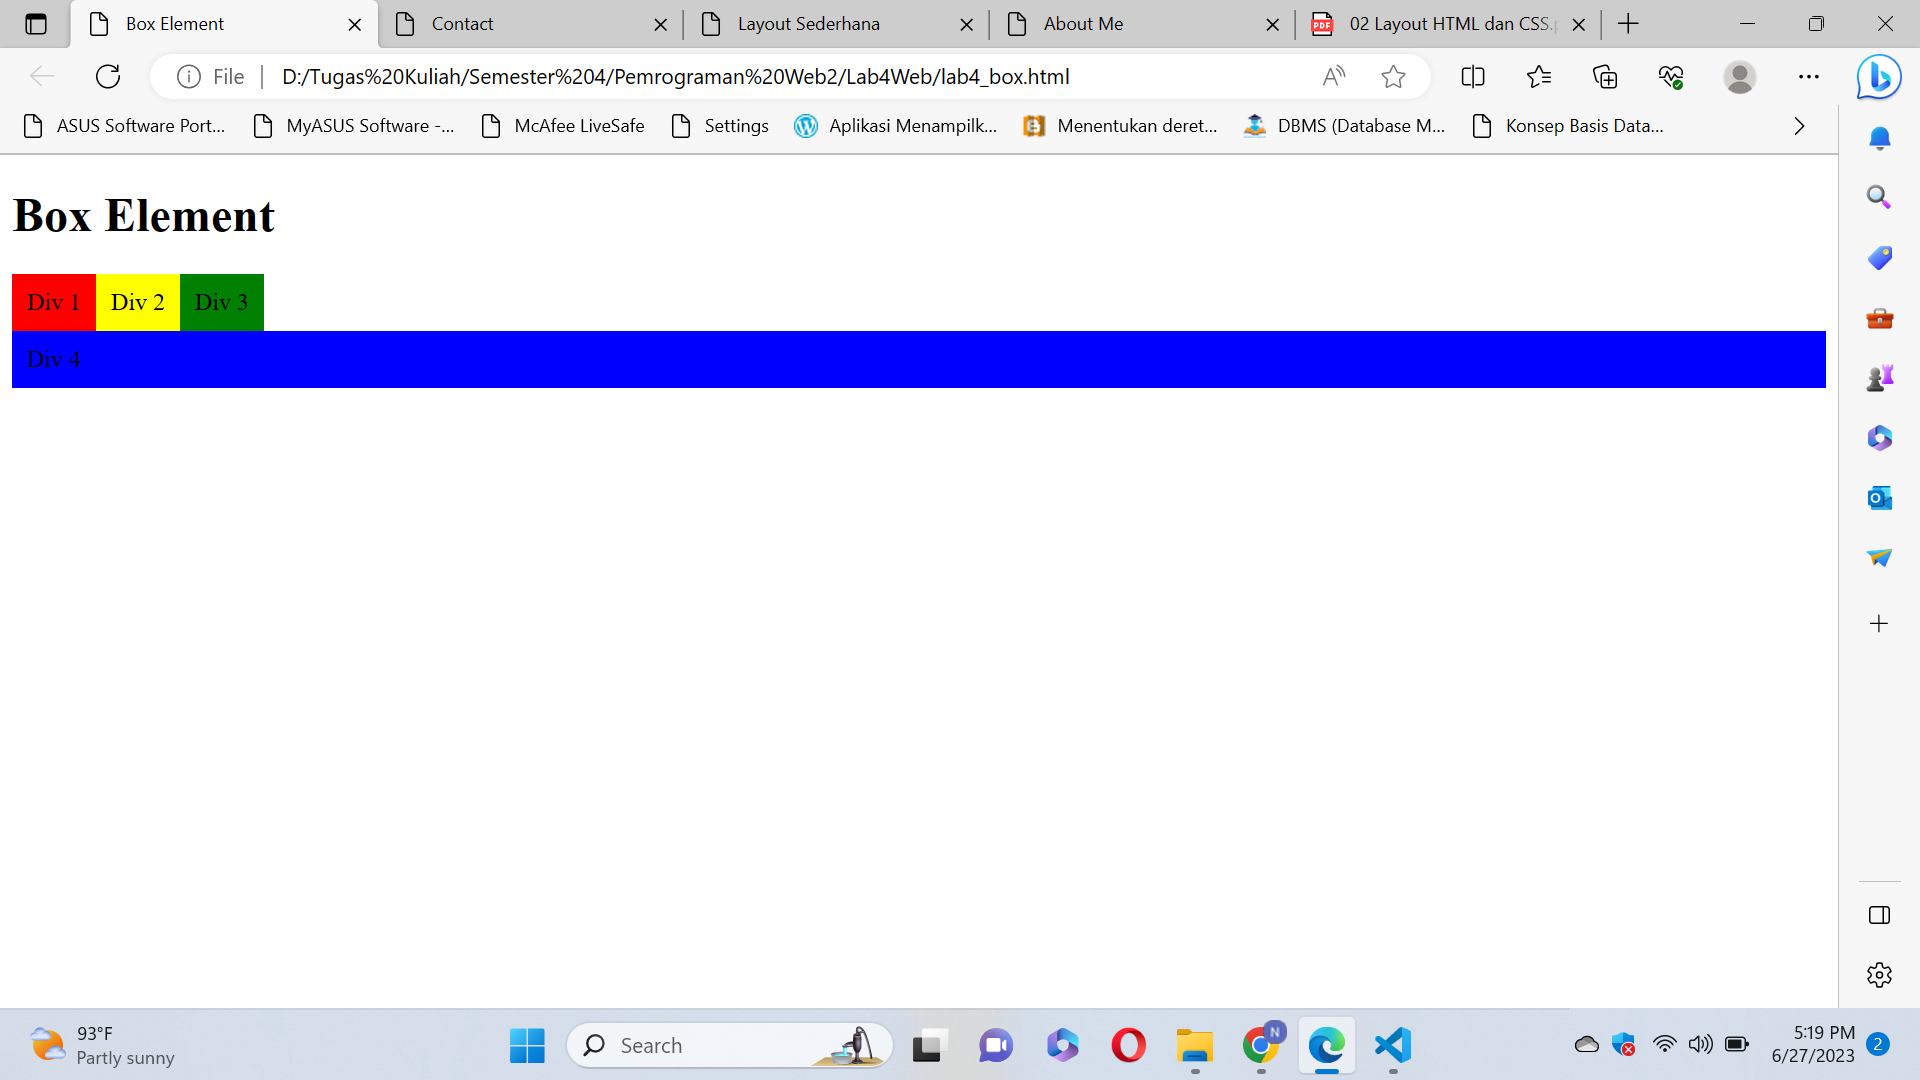 Box Element
Contact
Layout Sederhana
About Me
02 Layout HTML dan CSS.
File
D:/Tugas%20Kuliah/Semester%204/Pemrograman%20Web2/Lab4Web/lab4_box.html
ASUS Software Port...
MyASUS Software -...
McAfee LiveSafe
Settings
Aplikasi Menampilk...
Menentukan deret...
DBMS (Database M...
Konsep Basis Data...
Box Element
Div 1 Div 2 Div 3
Div 4
93°F
Partly sunny
Search
N
5:19 PM
6/27/2023
2